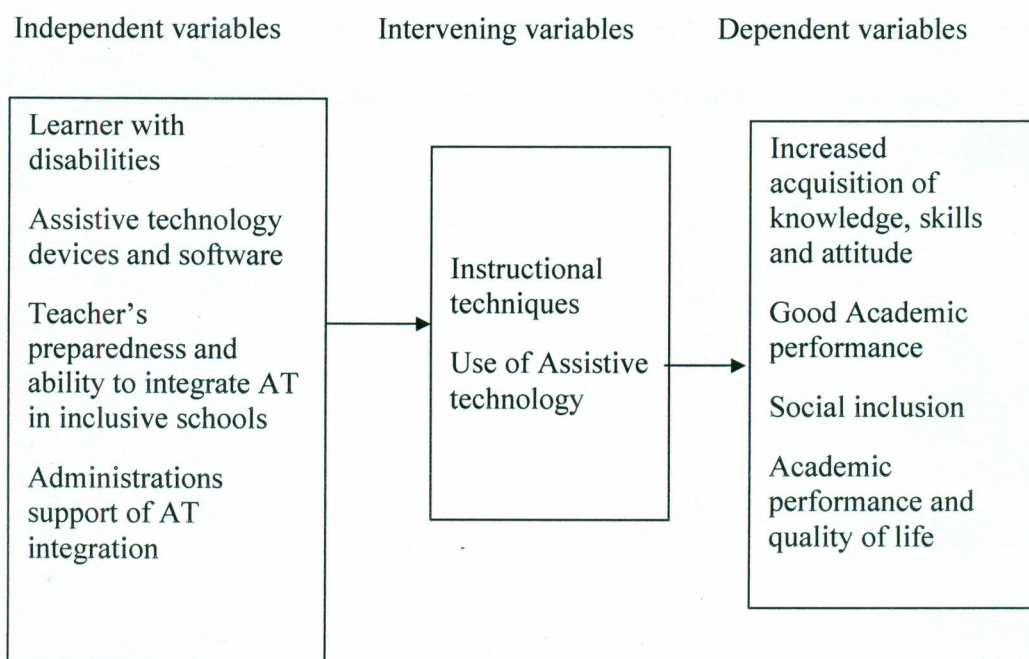 Independent variables
Intervening variables
Dependent variables
Learner with
disabilities
Assistive technology
devices and software
Teacher's
preparedness and
ability to integrate AT
in inclusive schools
Administrations
support of AT
integration
Instructional
techniques
Use of Assistive
technology
Increased
acquisition of
knowledge, skills
and attitude
Good Academic
performance
Social inclusion
Academic
performance and
quality of life